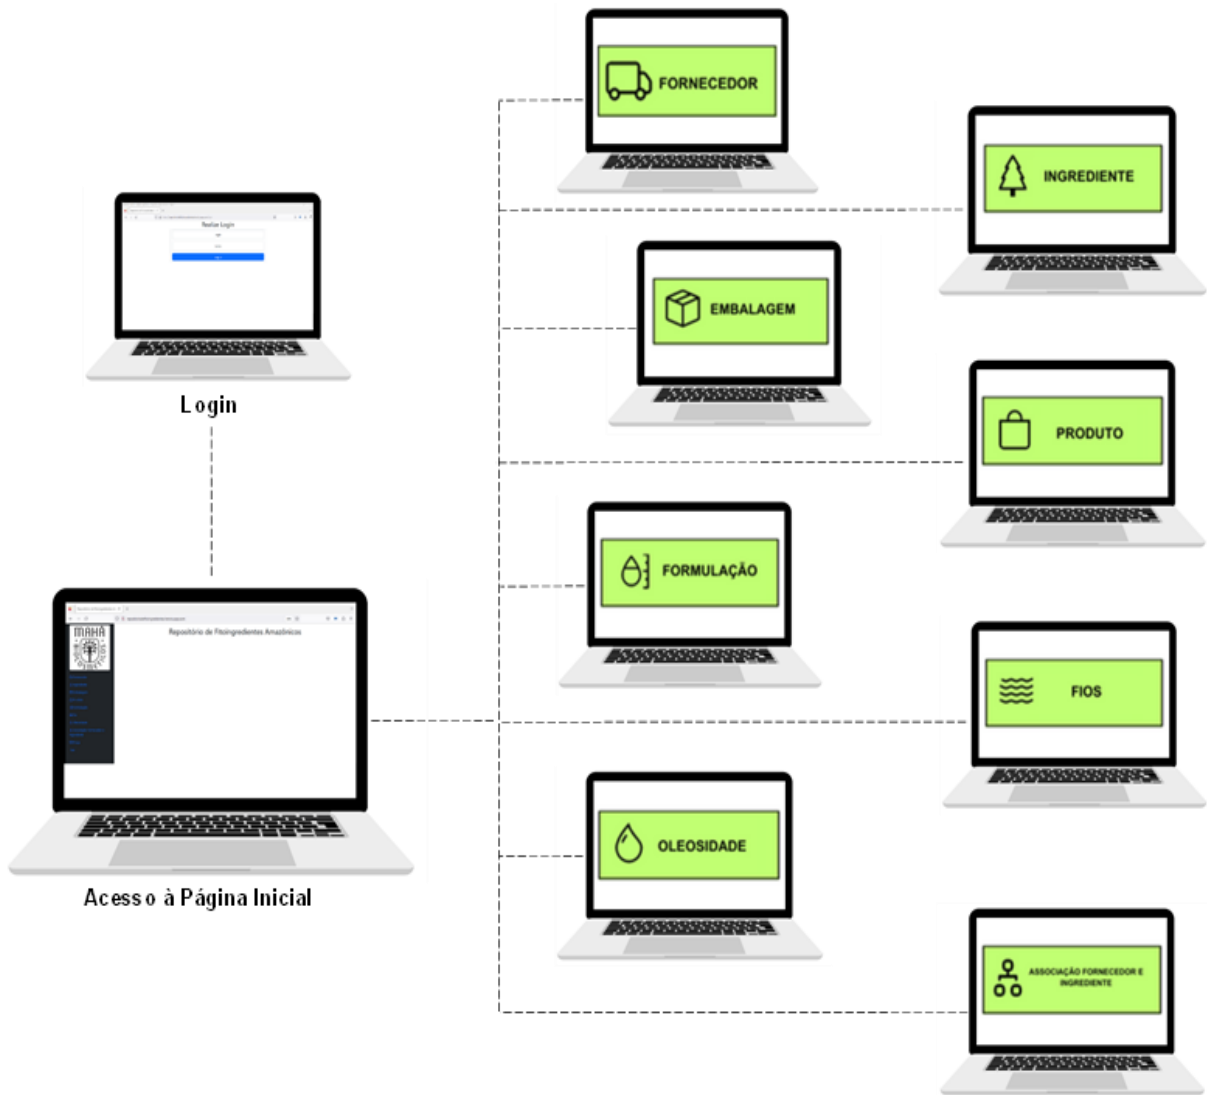 Realize Login
Login
Repositório de Fitoingredientes Amazônicos
MAHÁ
Acesso à Página Inicial
FORNECEDOR
INGREDIENTE
EMBALAGEM
PRODUTO
FORMULAÇÃO
FIOS
OLEOSIDADE
ASSOCIAÇÃO FORNECEDOR E
INGREDIENTE